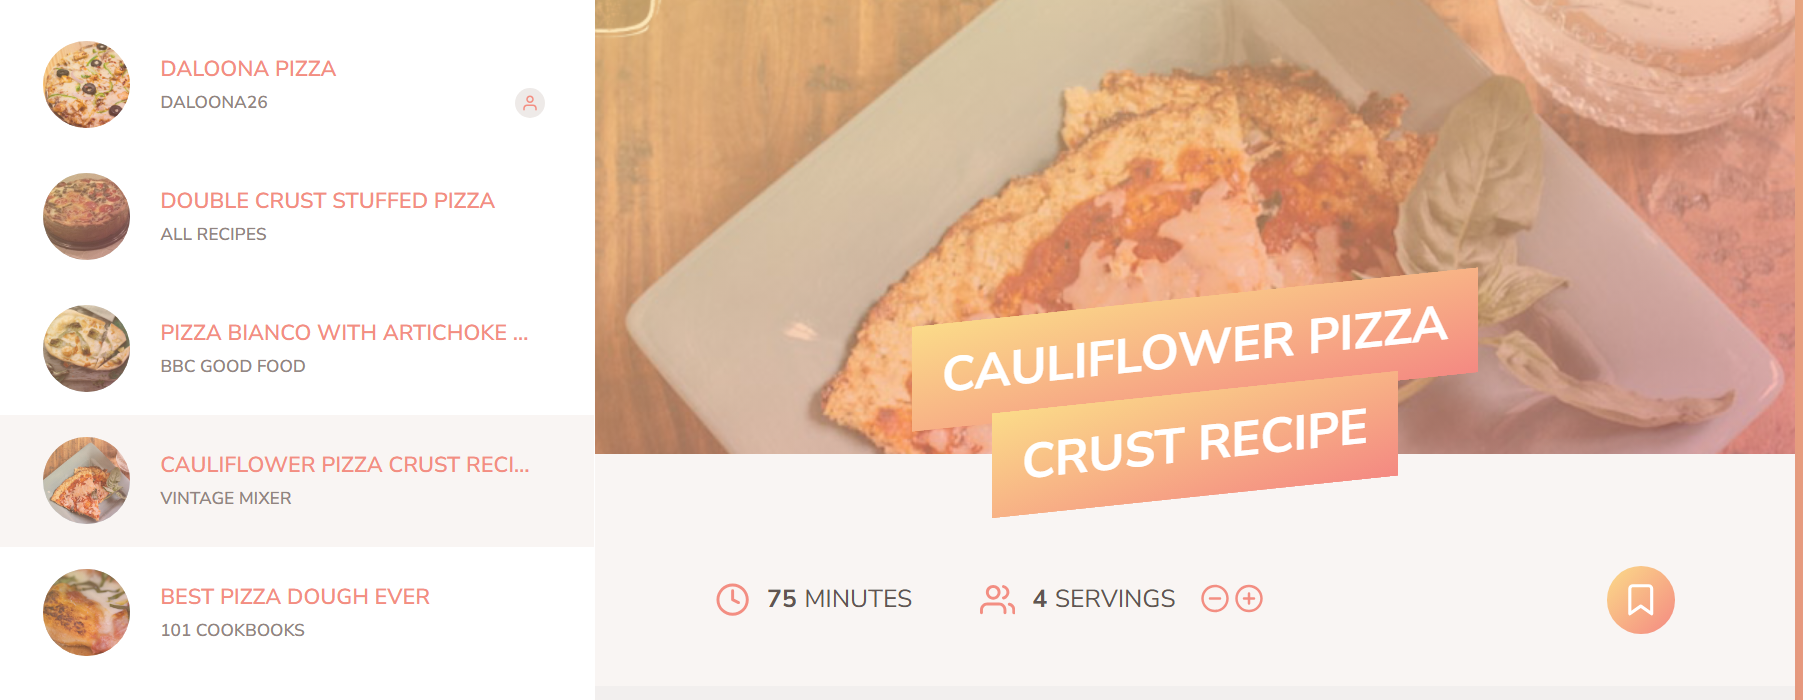 DALOONA PIZZA
DALOONA26
DOUBLE CRUST STUFFED PIZZA
ALL RECIPES
PIZZA BIANCO WITH ARTICHOKE ...
BBC GOOD FOOD
CAULIFLOWER PIZZA CRUST RECI...
VINTAGE MIXER
BEST PIZZA DOUGH EVER
101 COOKBOOKS
CAULIFLOWER PIZZA
CRUST RECIPE
75 MINUTES
4 SERVINGS